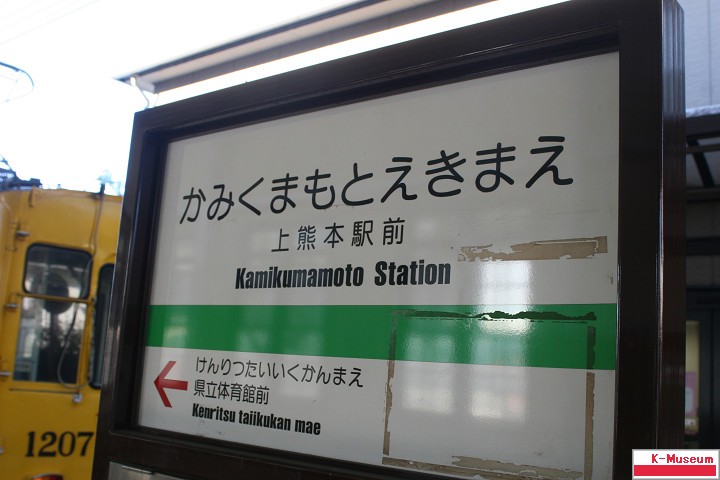 かみくまもとえきまえ
上熊本駅前
Kamikumamoto Station
けんりつたいいくかんまえ
県立体育館前
Kenritsu taiikukan mae
1207
K-Museum